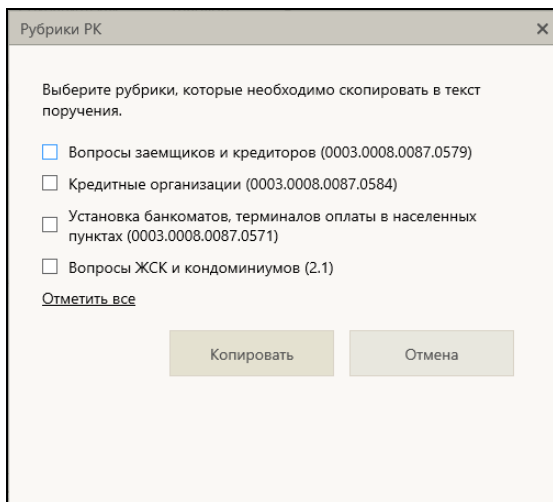 Рубрики РК
Выберите рубрики, которые необходимо скопировать в текст
поручения.
Вопросы заемщиков и кредиторов (0003.0008.0087.0579)
Кредитные организации (0003.0008.0087.0584)
Установка банкоматов, терминалов оплаты в населенных
пунктах (0003.0008.0087.0571)
Вопросы ЖСК и кондоминиумов (2.1)
Отметить все
Копировать
Отмена